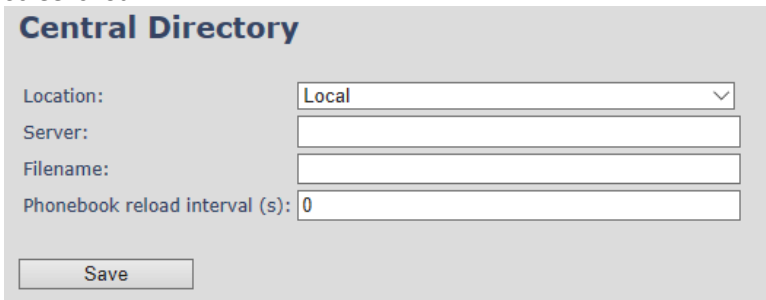 Central Directory
Location: Local
Server:
Filename:
Phonebook reload interval (s): 0
Save